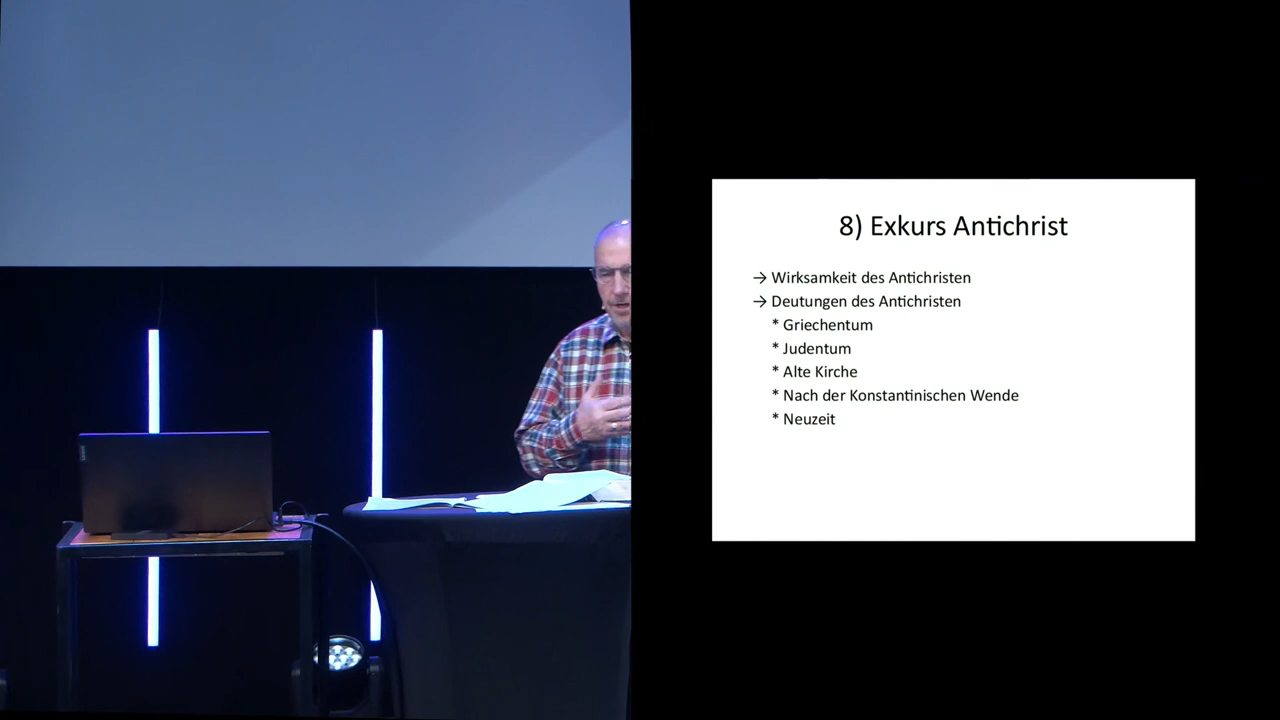 8) Exkurs Antichrist
→ Wirksamkeit des Antichristen
→ Deutungen des Antichristen
* Griechentum
* Judentum
* Alte Kirche
* Nach der Konstantinischen Wende
* Neuzeit